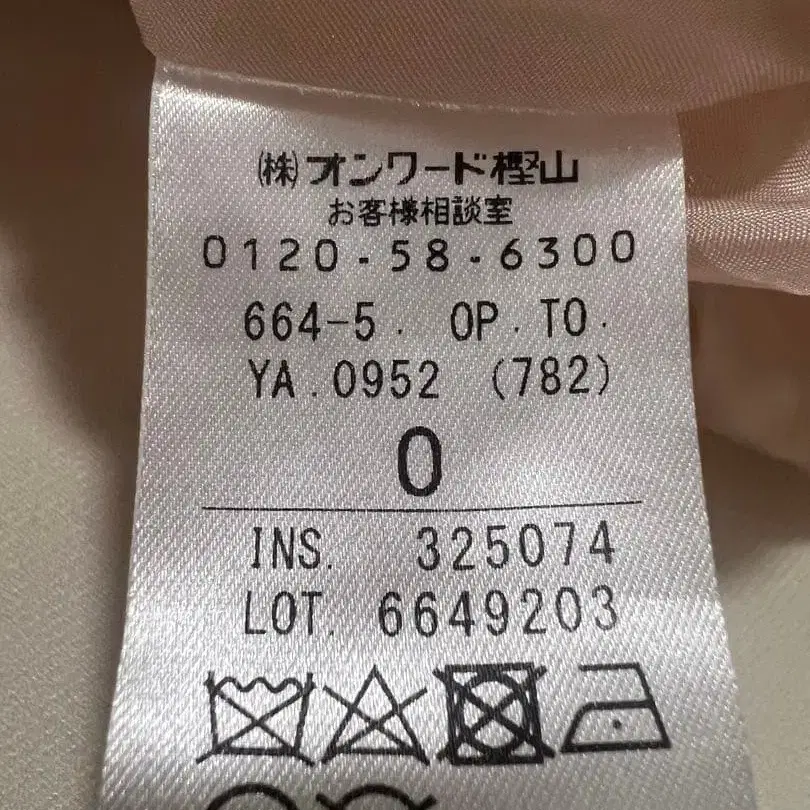 ㈱オンワード樫山
お客様相談室
0120-58-6300
664-5. OP.TO.
YA.0952 (782)
0
INS. 325074
LOT. 6649203